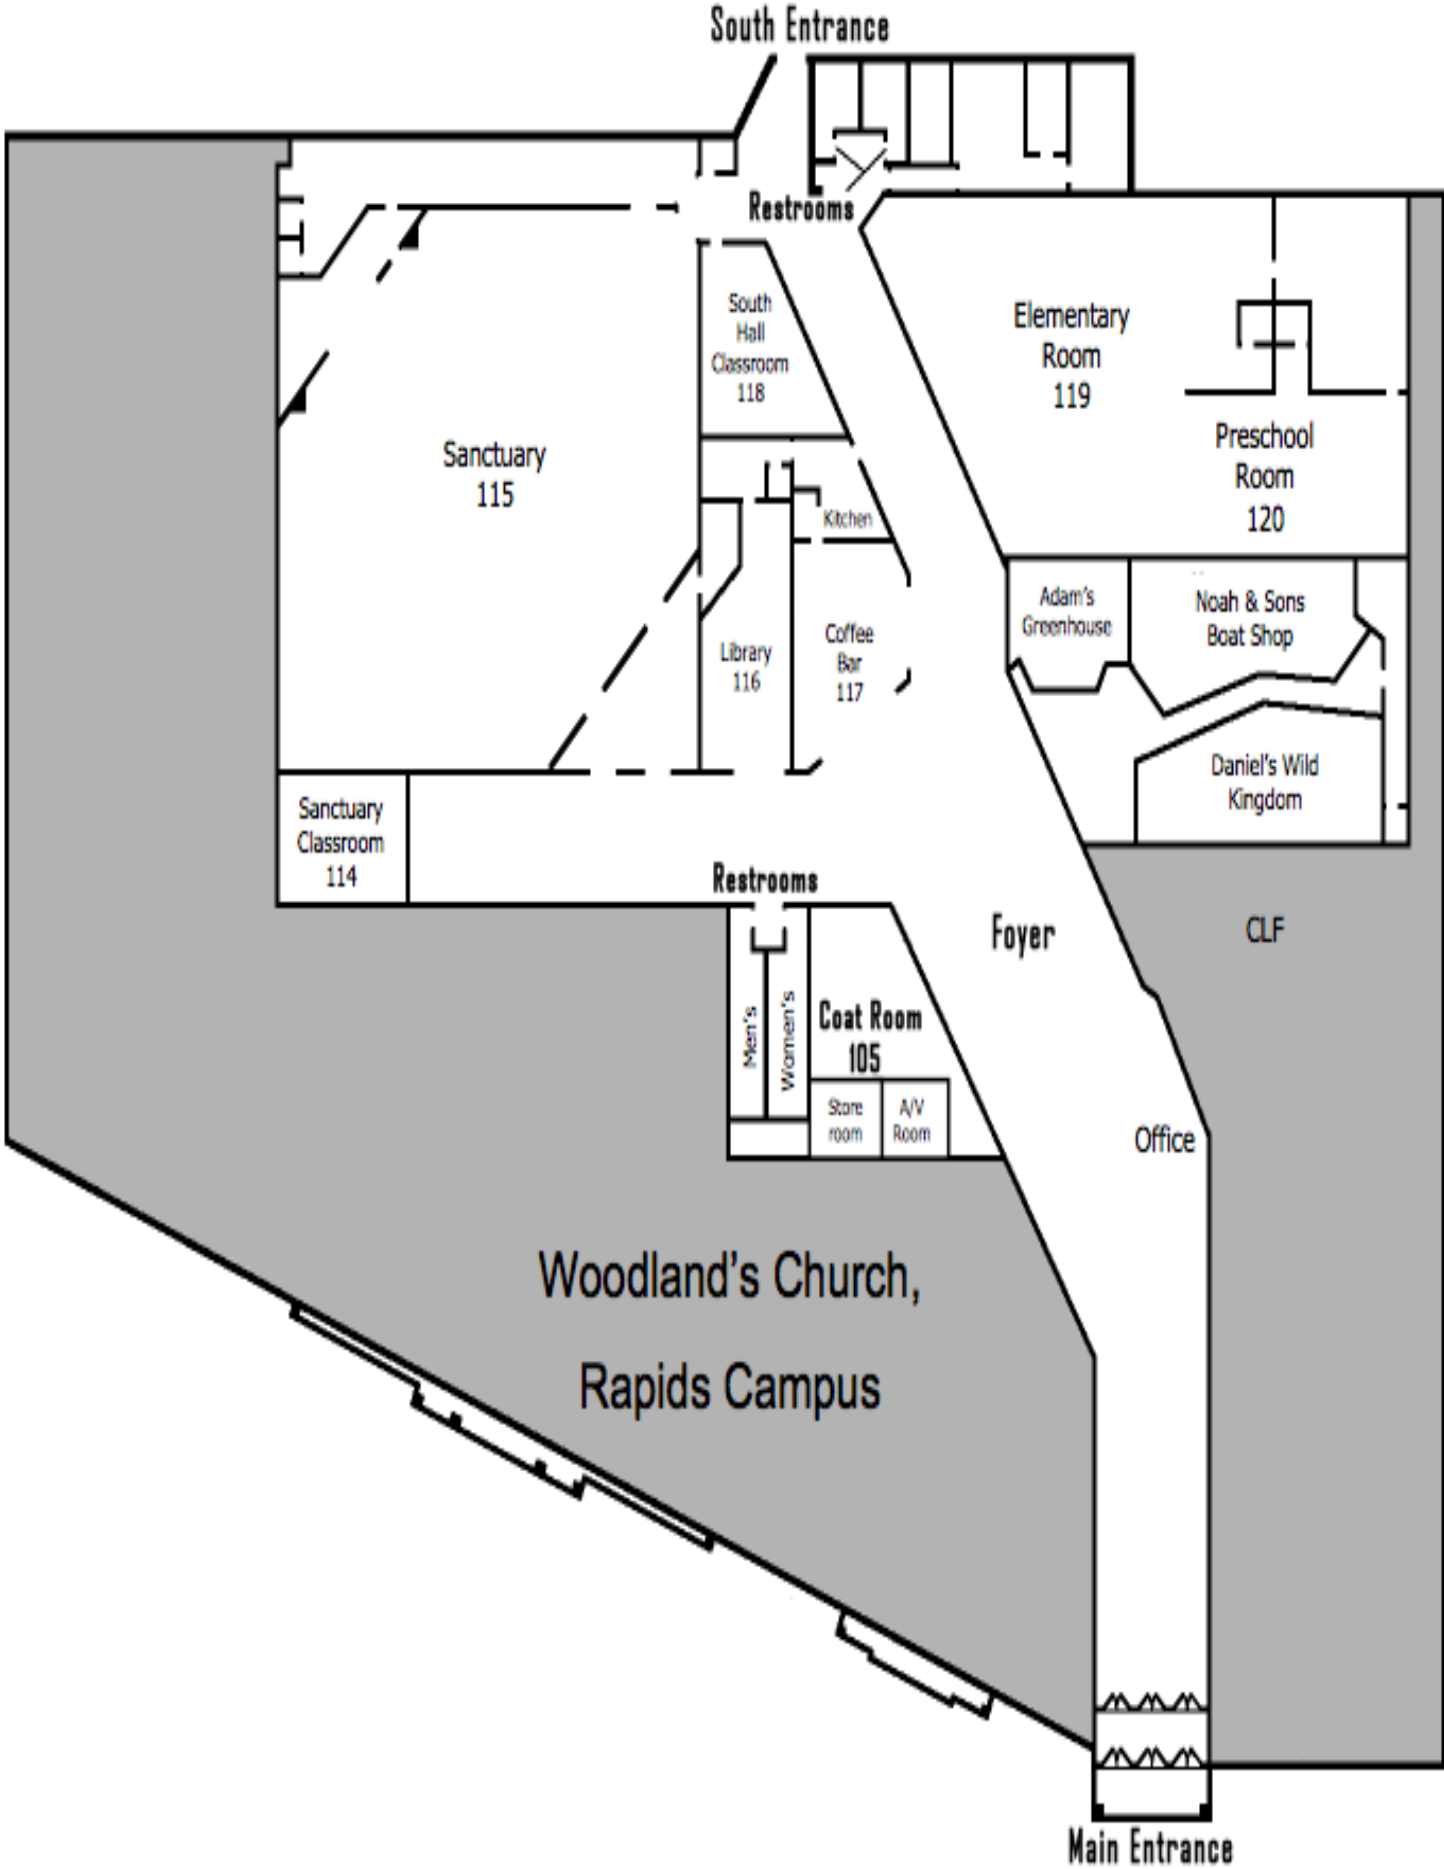 South Entrance
Restrooms
South
Hall
Classroom
118
Elementary
Room
119
Preschool
Room
120
Sanctuary
115
Kitchen
Adam's
Greenhouse
Noah & Sons
Boat Shop
Library
116
Coffee
Bar
117
Daniel's Wild
Kingdom
Sanctuary
Classroom
114
Restrooms
Foyer
CLF
Men's
Women's
Coat Room
105
Store
room
A/V
Room
Office
Woodland's Church,
Rapids Campus
Main Entrance